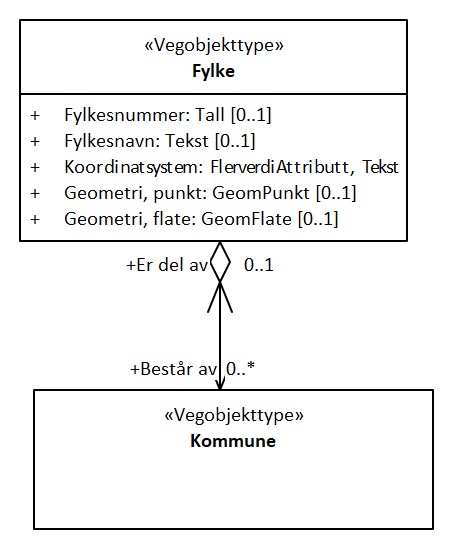 «Vegobjekttype»
Fylke
+ Fylkesnummer: Tall [0..1]
+ Fylkesnavn: Tekst [0..1]
+ Koordinatsystem: FlerverdiAttributt, Tekst
+ Geometri, punkt: GeomPunkt [0..1]
+ Geometri, flate: GeomFlate [0..1]
+Er del av 0..1
+Består av 0..*
«Vegobjekttype»
Kommune